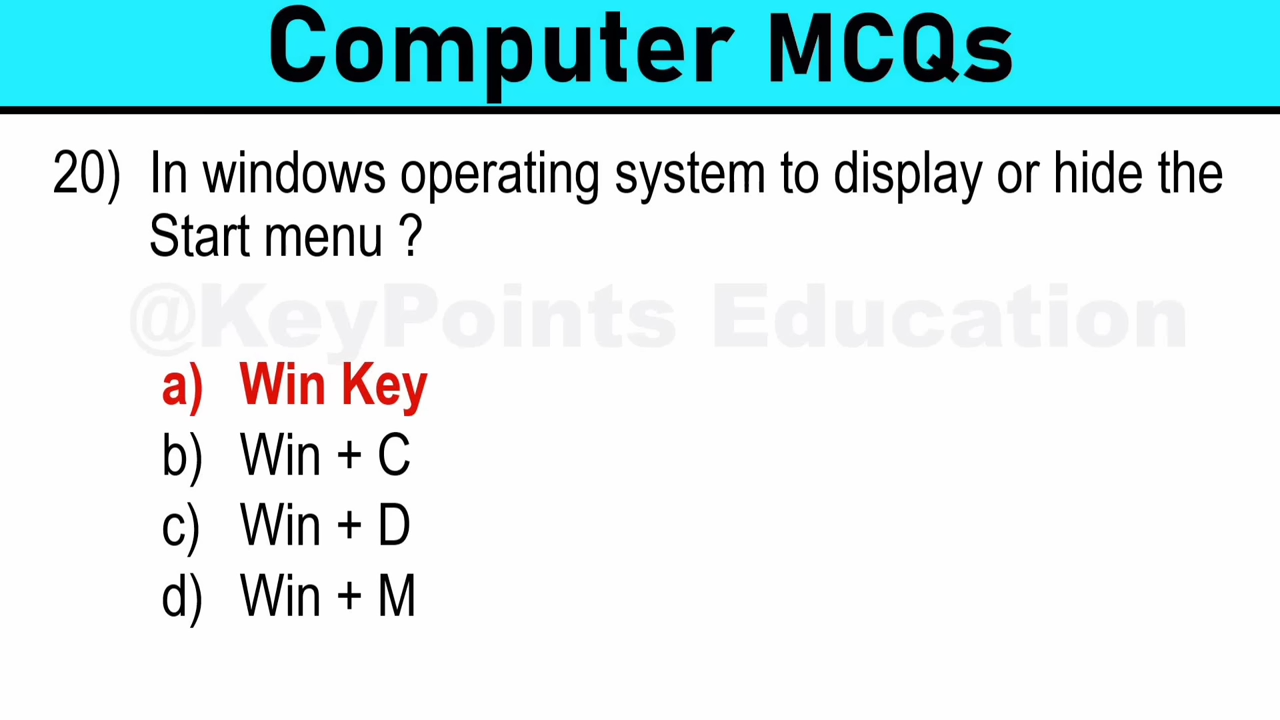 Computer MCQs
20) In windows operating system to display or hide the
Start menu ?
@KeyPoints Education
a) Win Key
b) Win + C
c) Win + D
d) Win + M